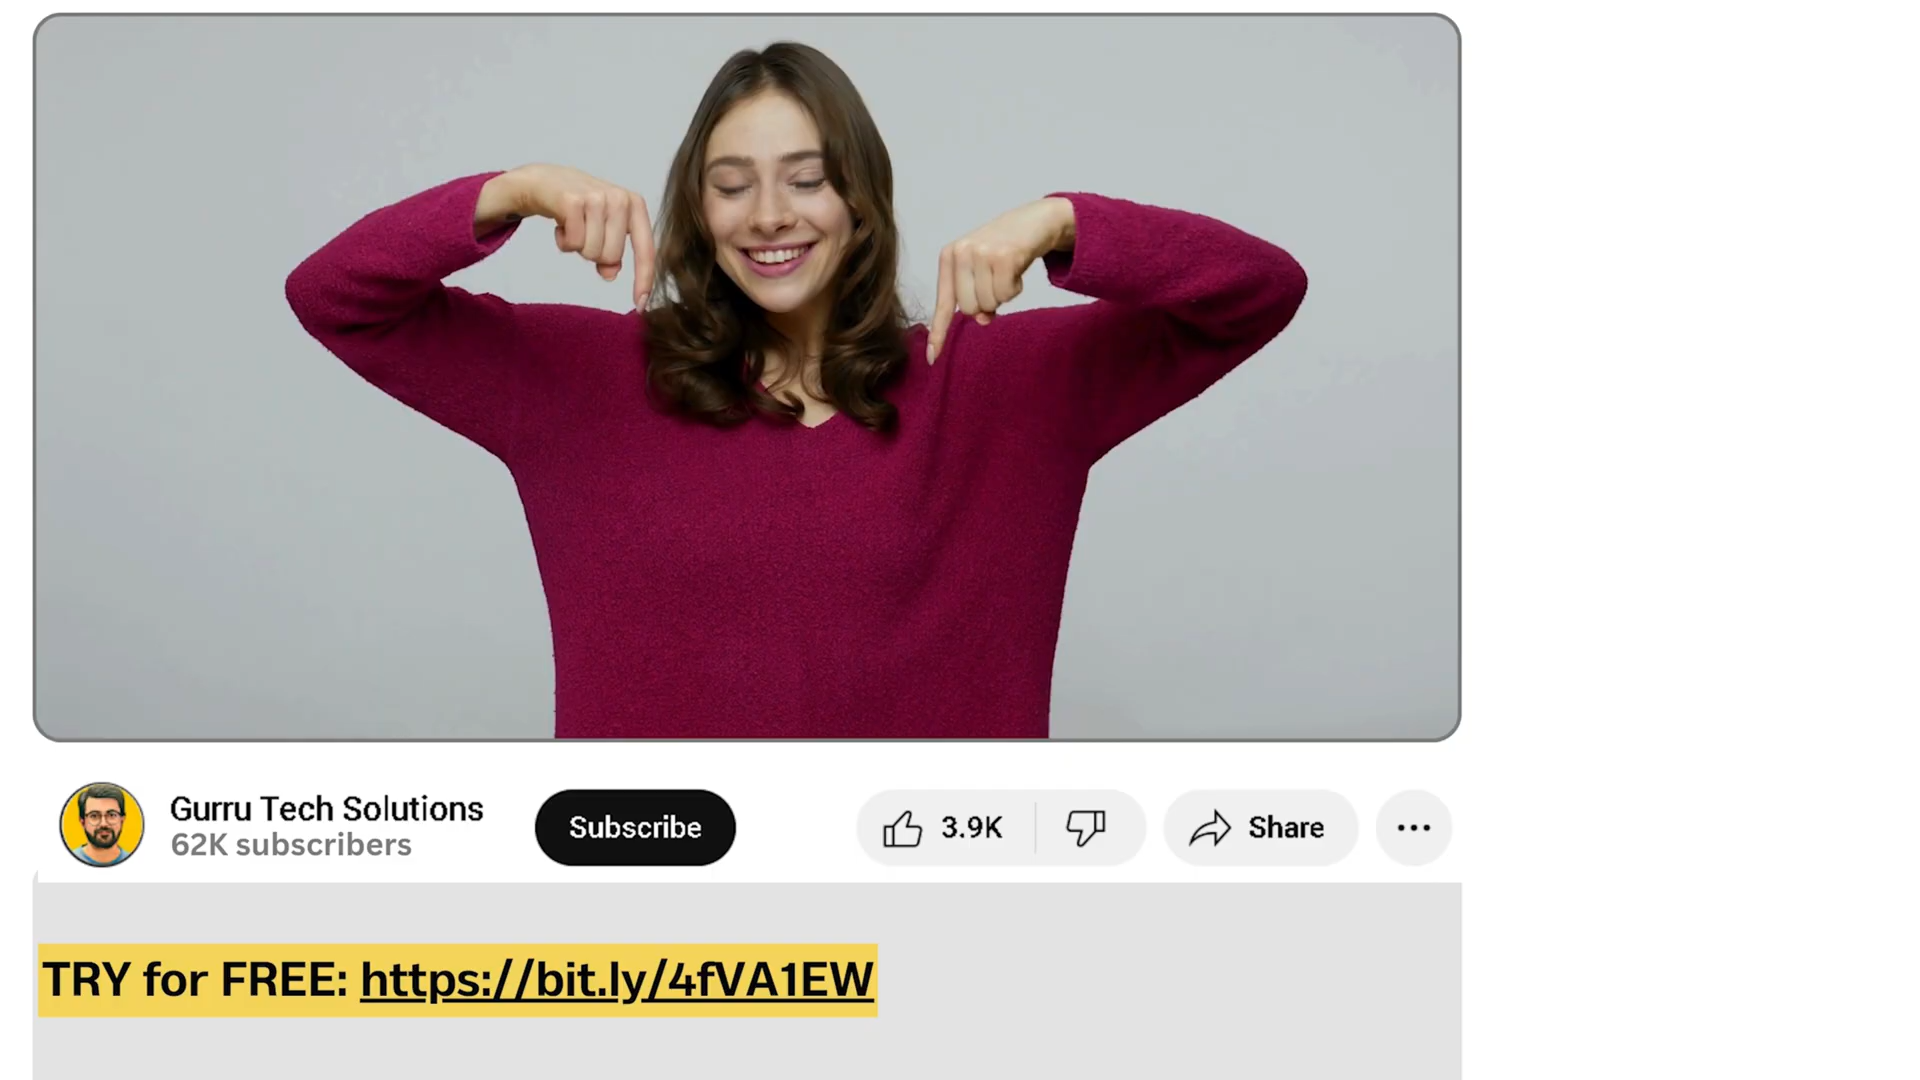 Gurru Tech Solutions
62K subscribers
Subscribe
3.9K
Share
TRY for FREE: https://bit.ly/4fVA1EW